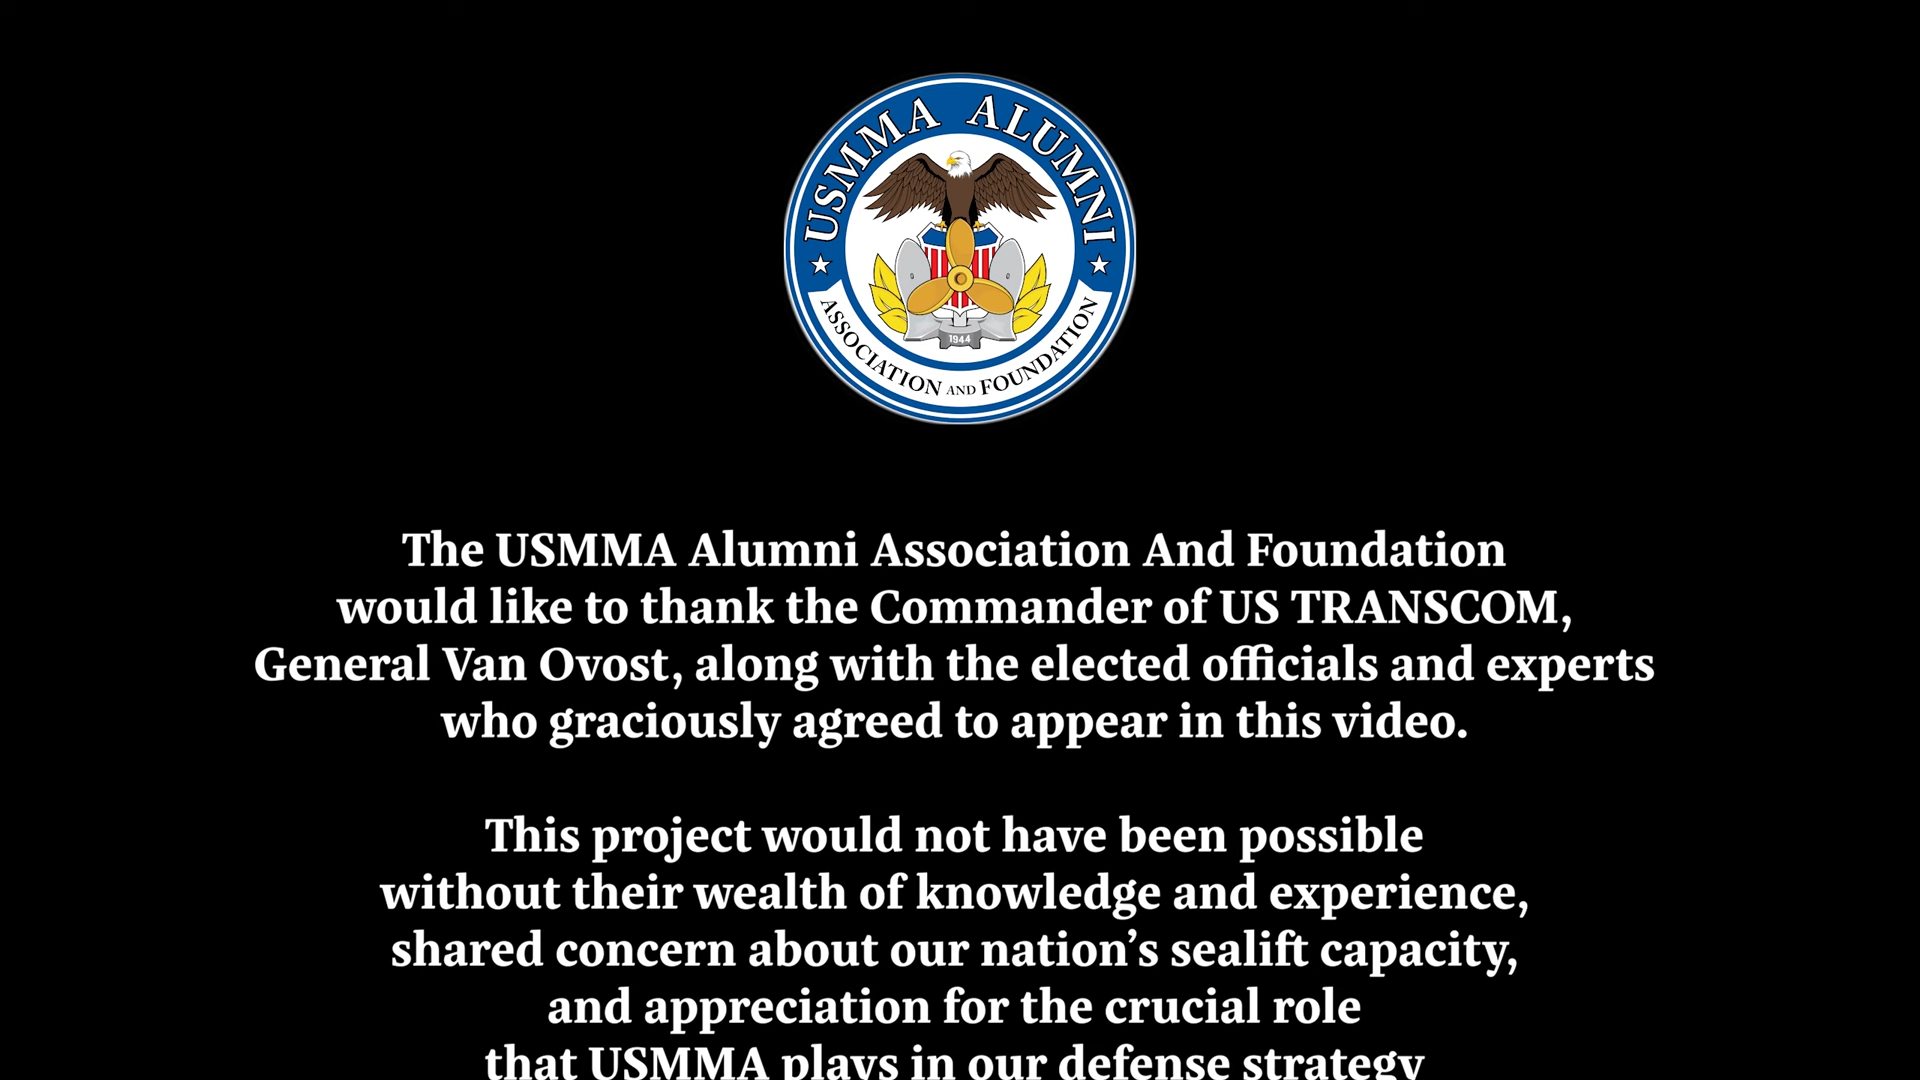 USMMA ALUMNI
ASSOCIATION AND FOUNDATION
1944
The USMMA Alumni Association And Foundation
would like to thank the Commander of US TRANSCOM,
General Van Ovost, along with the elected officials and experts
who graciously agreed to appear in this video.
This project would not have been possible
without their wealth of knowledge and experience,
shared concern about our nation’s sealift capacity,
and appreciation for the crucial role
that USMMA plays in our defense strategy